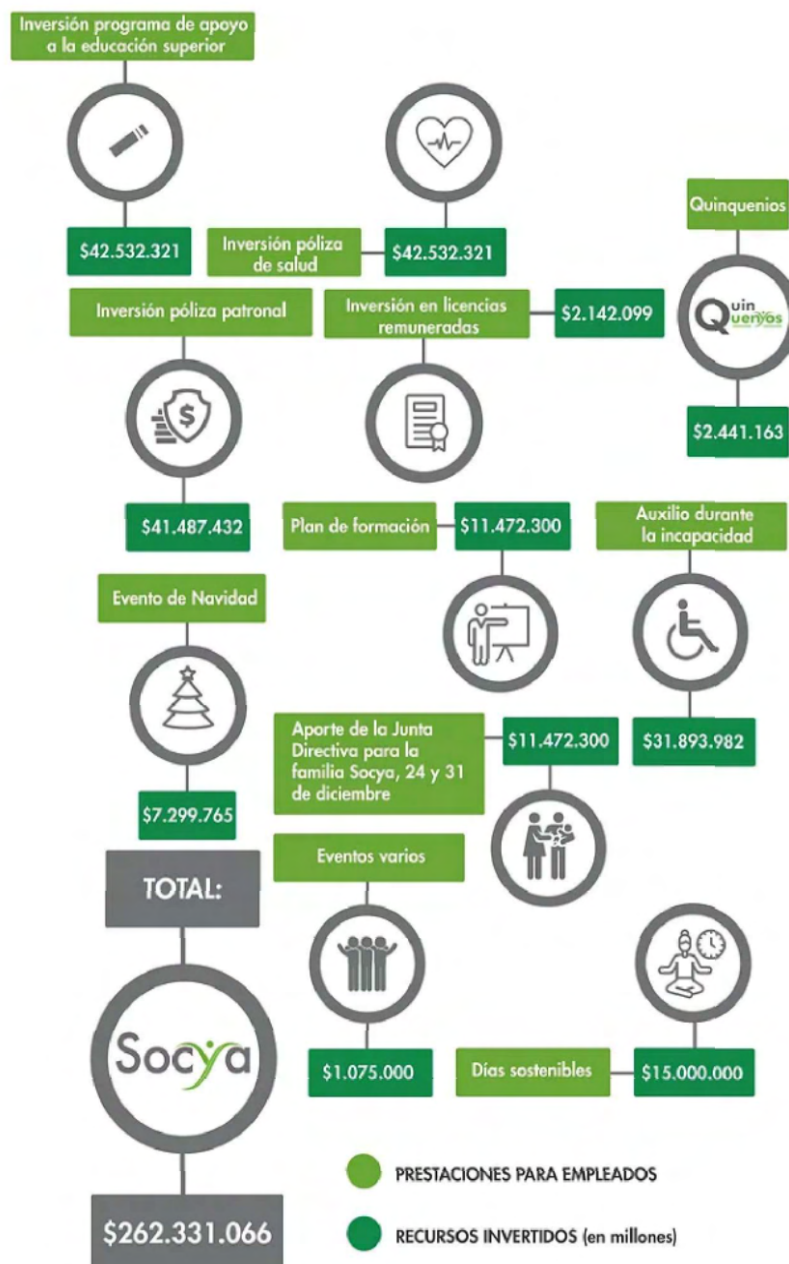 Inversión programa de apoyo
a la educación superior
$42.532.321
Inversión póliza
de salud
$42.532.321
Quinquenios
Quin
Quenyos
$2.441.163
Inversión póliza patronal
$41.487.432
Inversión en licencias
remuneradas
$2.142.099
Plan de formación
$11.472.300
Auxilio durante
la incapacidad
$31.893.982
Evento de Navidad
$7.299.765
Aporte de la Junta
Directiva para la
familia Socya, 24 y 31
de diciembre
$11.472.300
Eventos varios
$1.075.000
Días sostenibles
$15.000.000
TOTAL:
Socya
$262.331.066
PRESTACIONES PARA EMPLEADOS
RECURSOS INVERTIDOS (en millones)